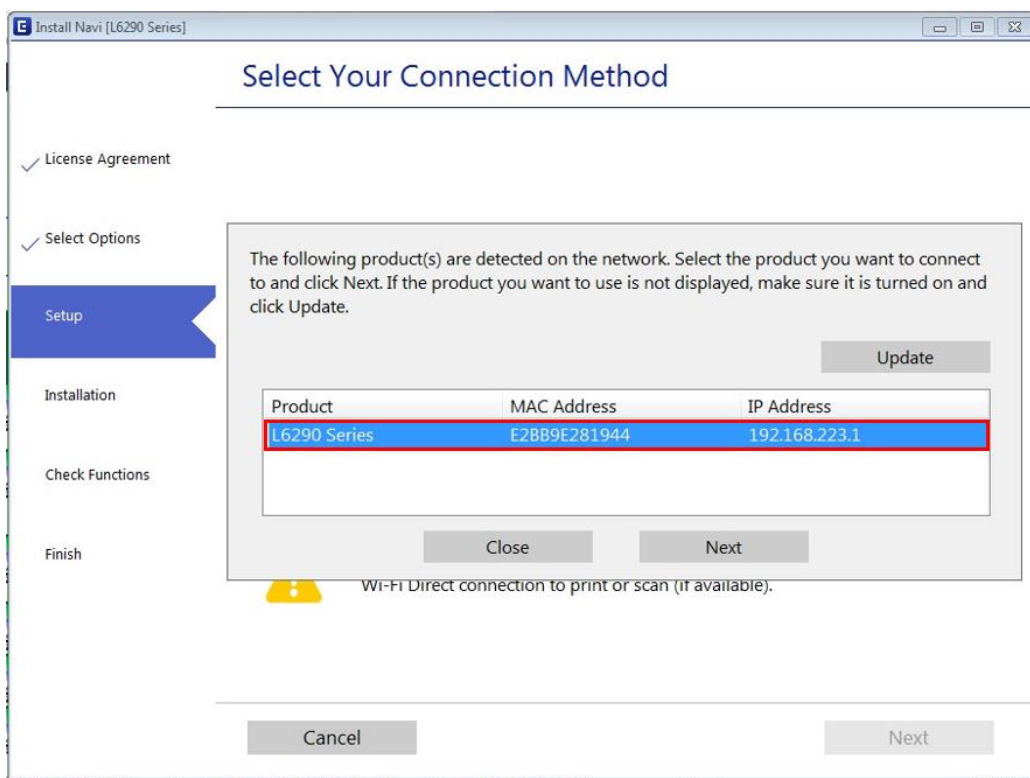 E Install Navi [L6290 Series]
Select Your Connection Method
License Agreement
Select Options
Setup
Installation
Check Functions
Finish
The following product(s) are detected on the network. Select the product you want to connect
to and click Next. If the product you want to use is not displayed, make sure it is turned on and
click Update.
Update
Product MAC Address IP Address
L6290 Series E2BB9E281944 192.168.223.1
Close Next
Wi-Fi Direct connection to print or scan (if available).
Cancel Next